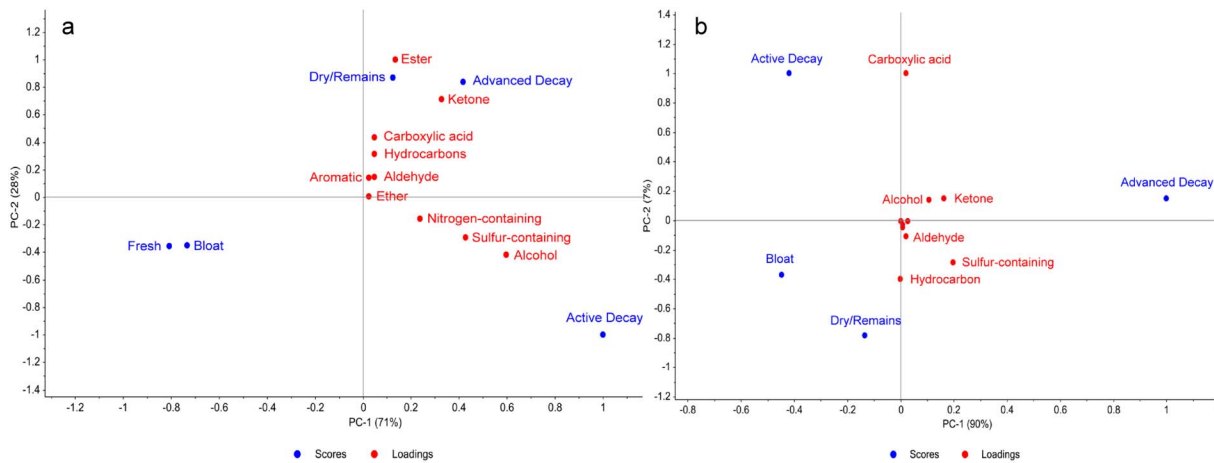 a
1.2
1
0.8
0.6
0.4
0.2
0
-0.2
-0.4
-0.6
-0.8
-1
-1.2
-1.4
PC-2 (28%)
Ester
Dry/Remains
Advanced Decay
Ketone
Carboxylic acid
Hydrocarbons
Aromatic
Aldehyde
Ether
Nitrogen-containing
Fresh
Bloat
Sulfur-containing
Alcohol
Active Decay
-1.2 -1 -0.8 -0.6 -0.4 -0.2 0 0.2 0.4 0.6 0.8 1
PC-1 (71%)
Scores Loadings
b
1.4
1.2
1
0.8
0.6
0.4
0.2
0
-0.2
-0.4
-0.6
-0.8
-1
-1.2
PC-2 (7%)
Active Decay
Carboxylic acid
Advanced Decay
Alcohol
Ketone
Aldehyde
Bloat
Sulfur-containing
Hydrocarbon
Dry/Remains
-0.8 -0.6 -0.4 -0.2 0 0.2 0.4 0.6 0.8 1
PC-1 (90%)
Scores Loadings